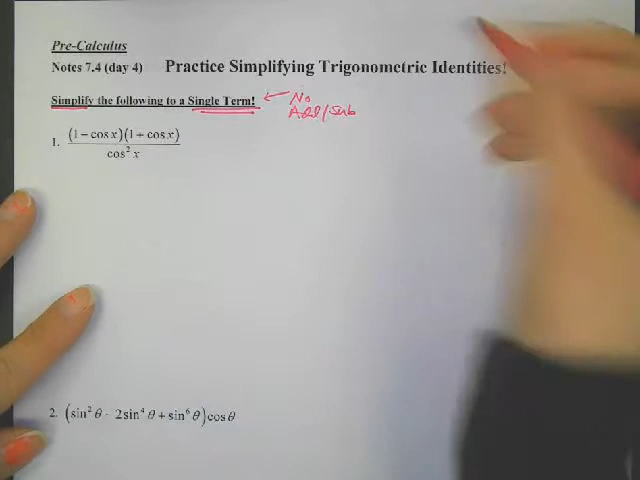 Pre-Calculus
Notes 7.4 (day 4) Practice Simplifying Trigonometric Identities!
Simplify the following to a Single Term! ← No
Add/Sub
1. (1 − cos x)(1 + cos x)
cos² x
2. (sin² θ - 2sin⁴ θ + sin⁶ θ)cos θ